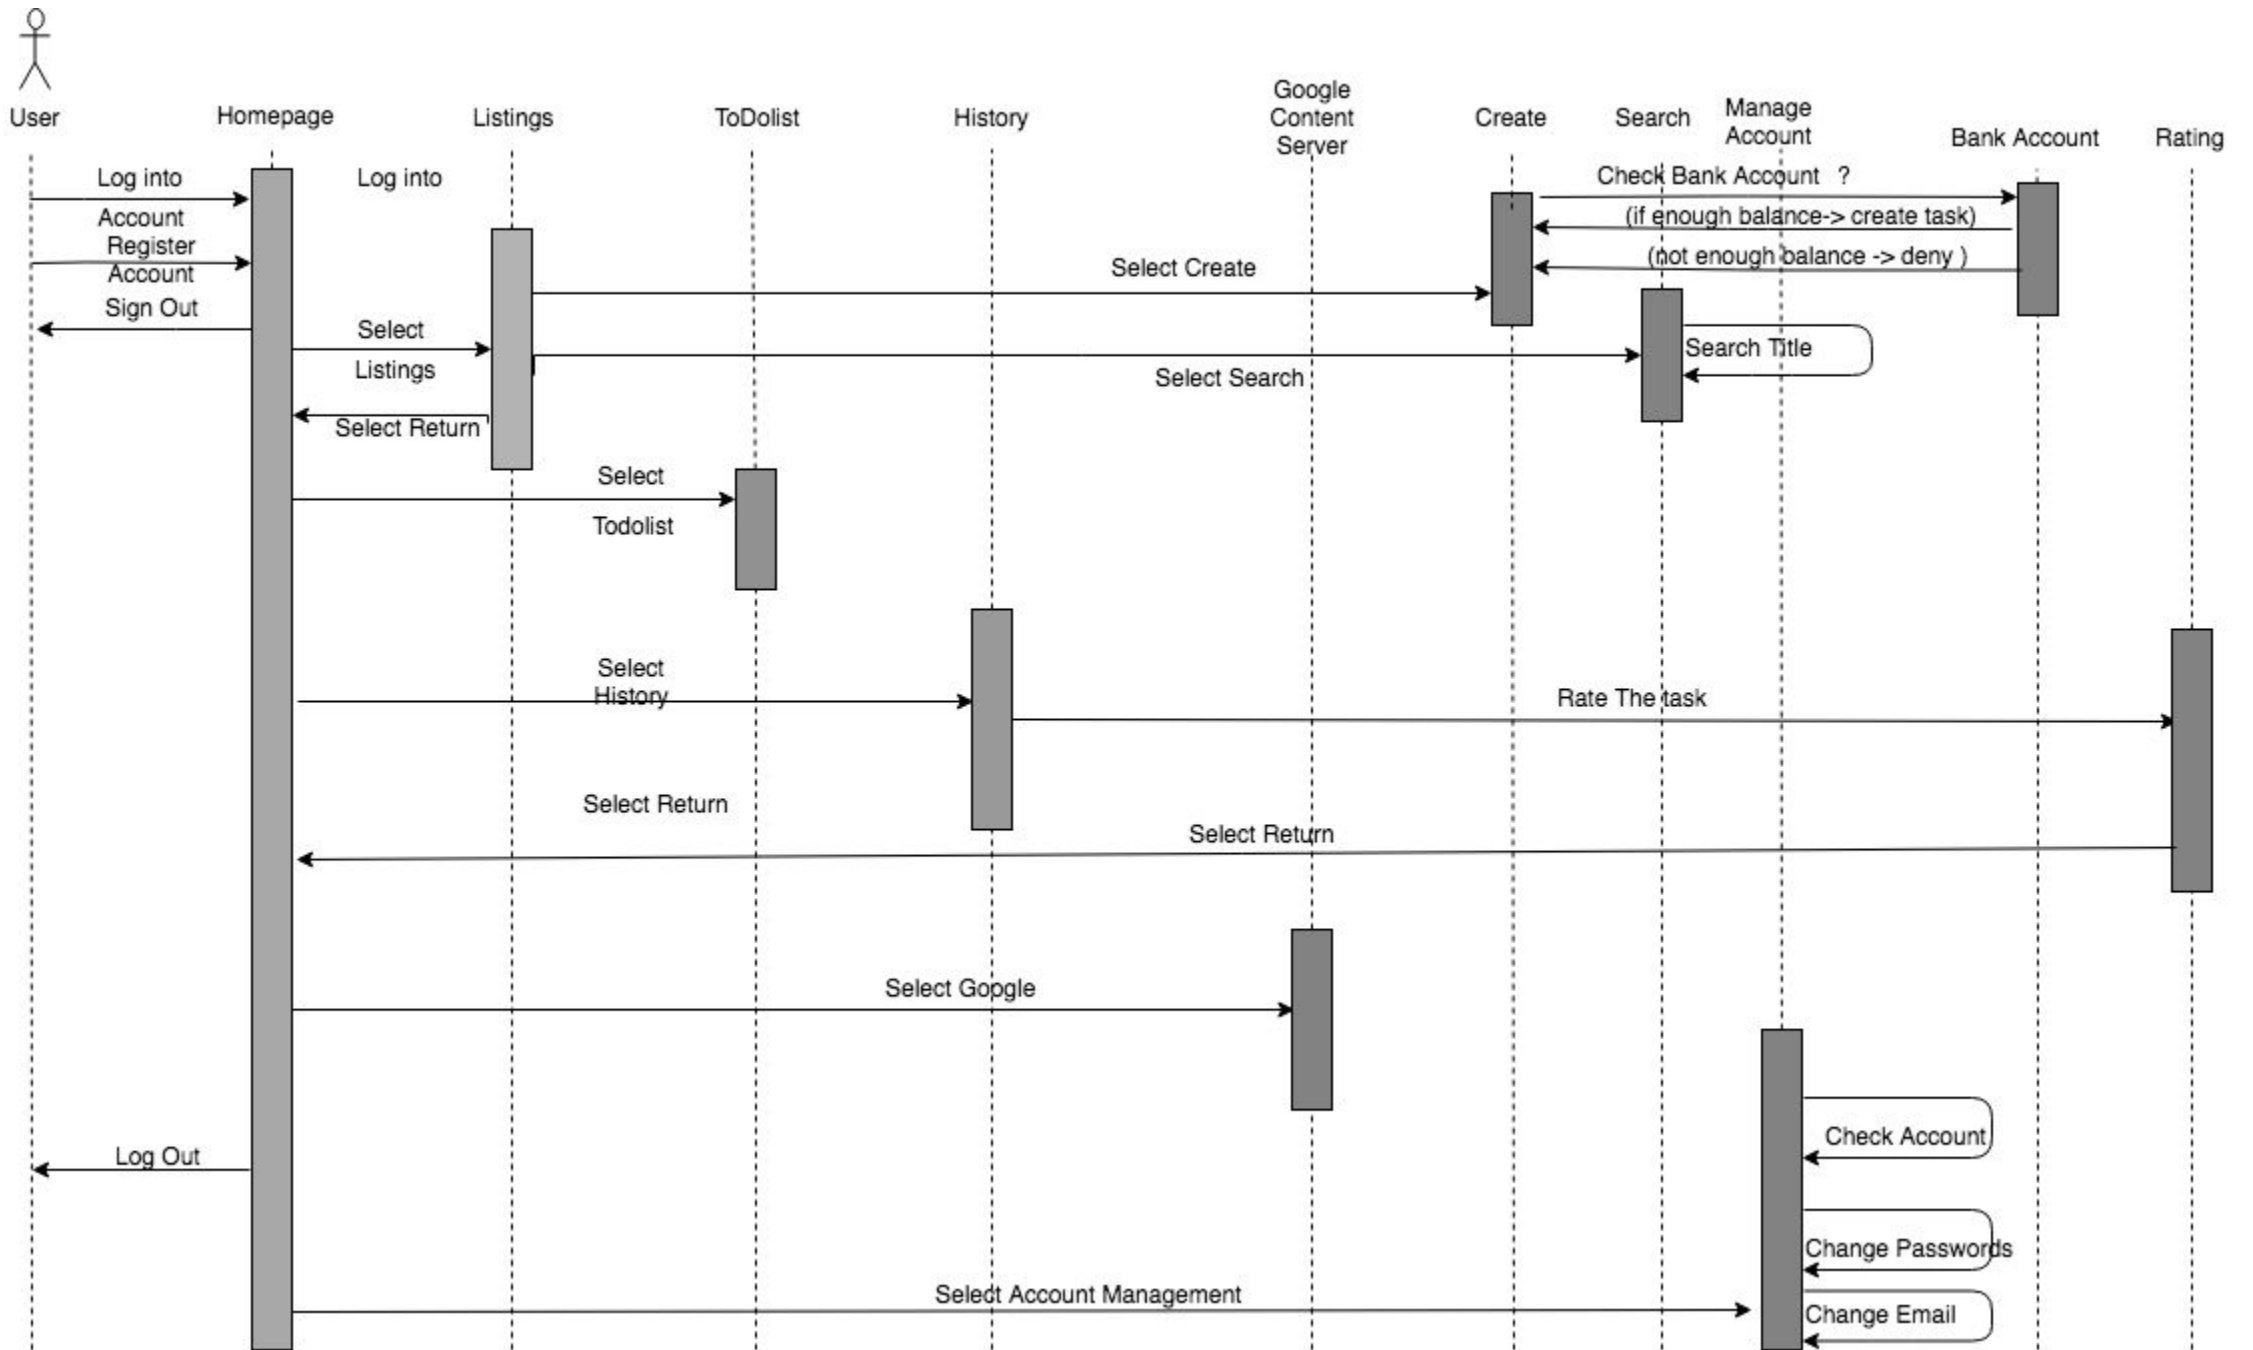 User
Homepage
Listings
ToDolist
History
Google
Content
Server
Create
Search
Manage
Account
Bank Account
Rating
Log into
Account
Log into
Check Bank Account ?
(if enough balance-> create task)
(not enough balance -> deny )
Register
Account
Select Create
Sign Out
Select
Listings
Search Title
Select Search
Select Return
Select
Todolist
Select
History
Rate The task
Select Return
Select Return
Select Google
Check Account
Log Out
Change Passwords
Select Account Management
Change Email